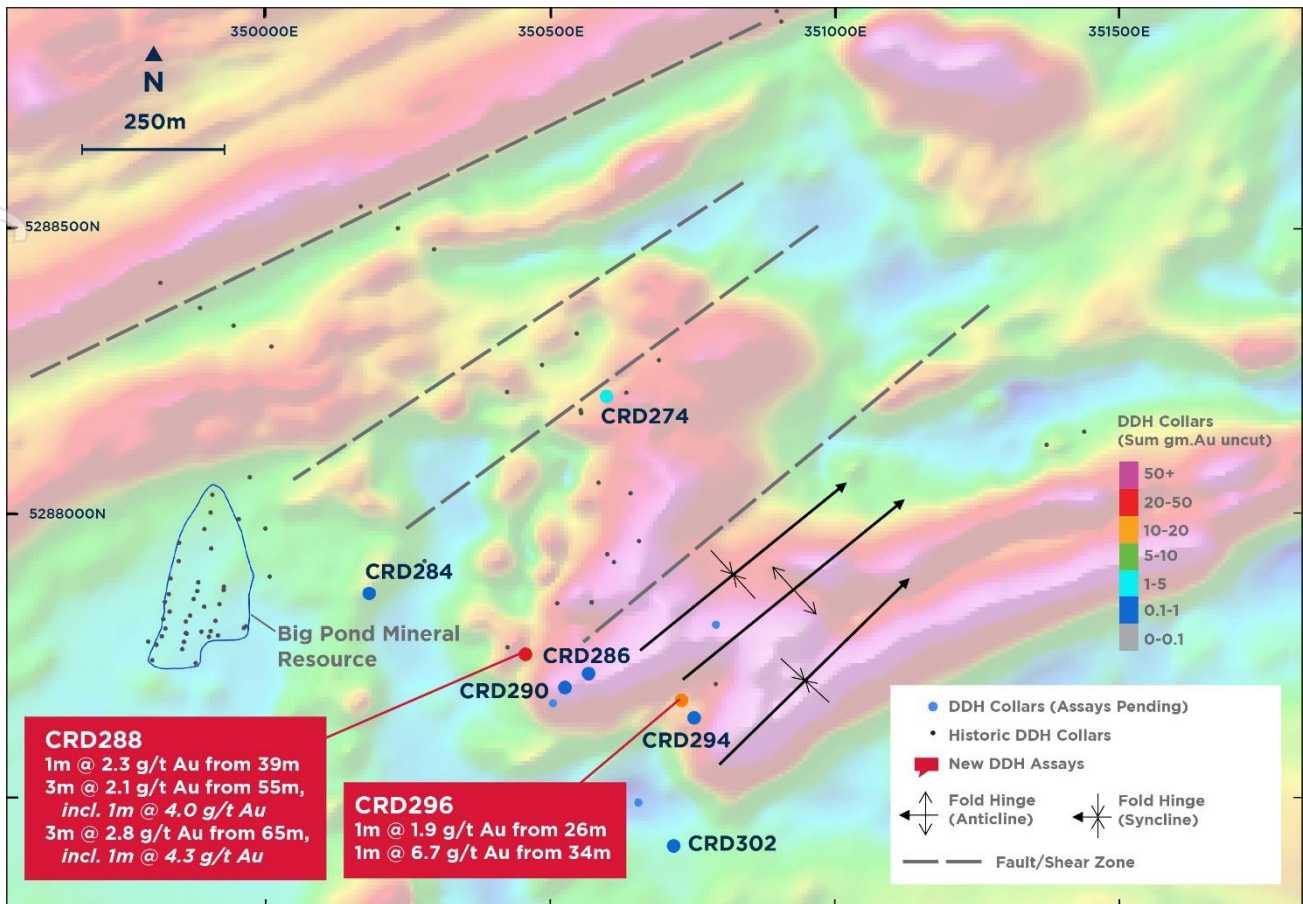 350000E
350500E
351000E
351500E
N
250m
5288500N
CRD274
DDH Collars
(Sum gm.Au uncut)
50+
20-50
10-20
5-10
1-5
0.1-1
0-0.1
5288000N
CRD284
Big Pond Mineral
Resource
CRD286
CRD290
CRD294
CRD302
CRD288
1m @ 2.3 g/t Au from 39m
3m @ 2.1 g/t Au from 55m,
incl. 1m @ 4.0 g/t Au
3m @ 2.8 g/t Au from 65m,
incl. 1m @ 4.3 g/t Au
CRD296
1m @ 1.9 g/t Au from 26m
1m @ 6.7 g/t Au from 34m
DDH Collars (Assays Pending)
Historic DDH Collars
New DDH Assays
Fold Hinge
(Anticline)
Fold Hinge
(Syncline)
Fault/Shear Zone